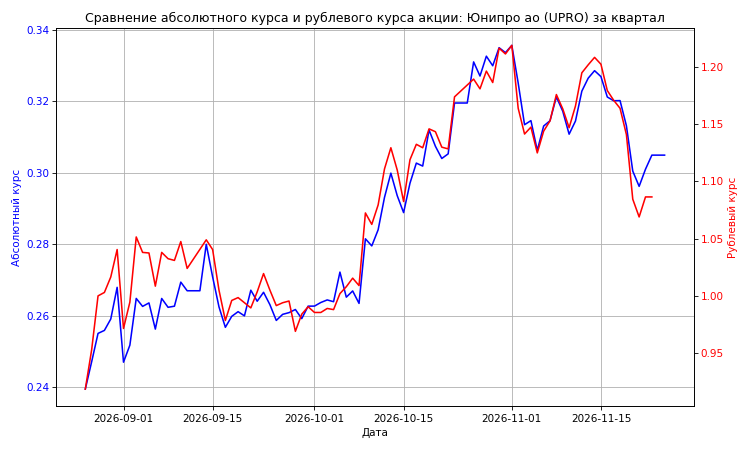 Сравнение абсолютного курса и рублевого курса акции: Юнипро ао (UPRO) за квартал
0.34
0.32
0.30
0.28
0.26
0.24
Абсолютный курс
1.20
1.15
1.10
1.05
1.00
0.95
Рублевый курс
2026-09-01 2026-09-15 2026-10-01 2026-10-15 2026-11-01 2026-11-15
Дата